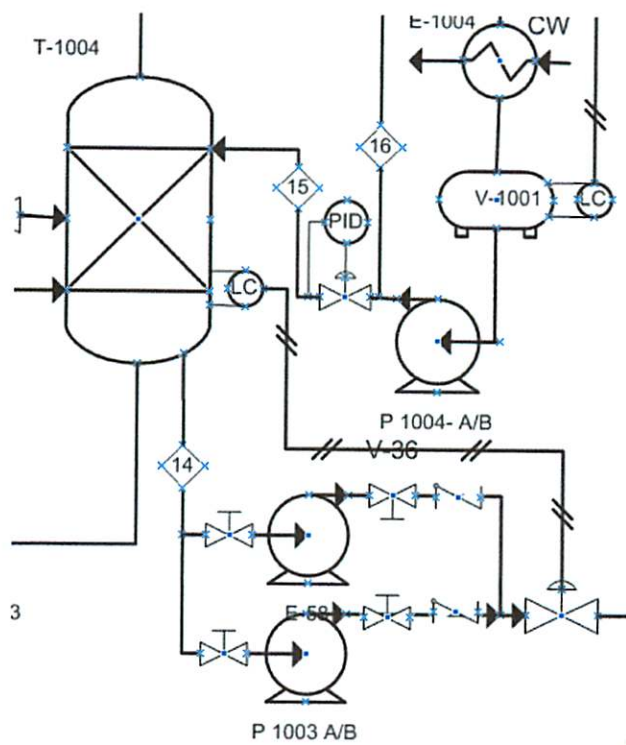 E-1004
CW
T-1004
16
15
V-1001
LC
PID
LC
P 1004- A/B
V-36
14
3
E-58
P 1003 A/B